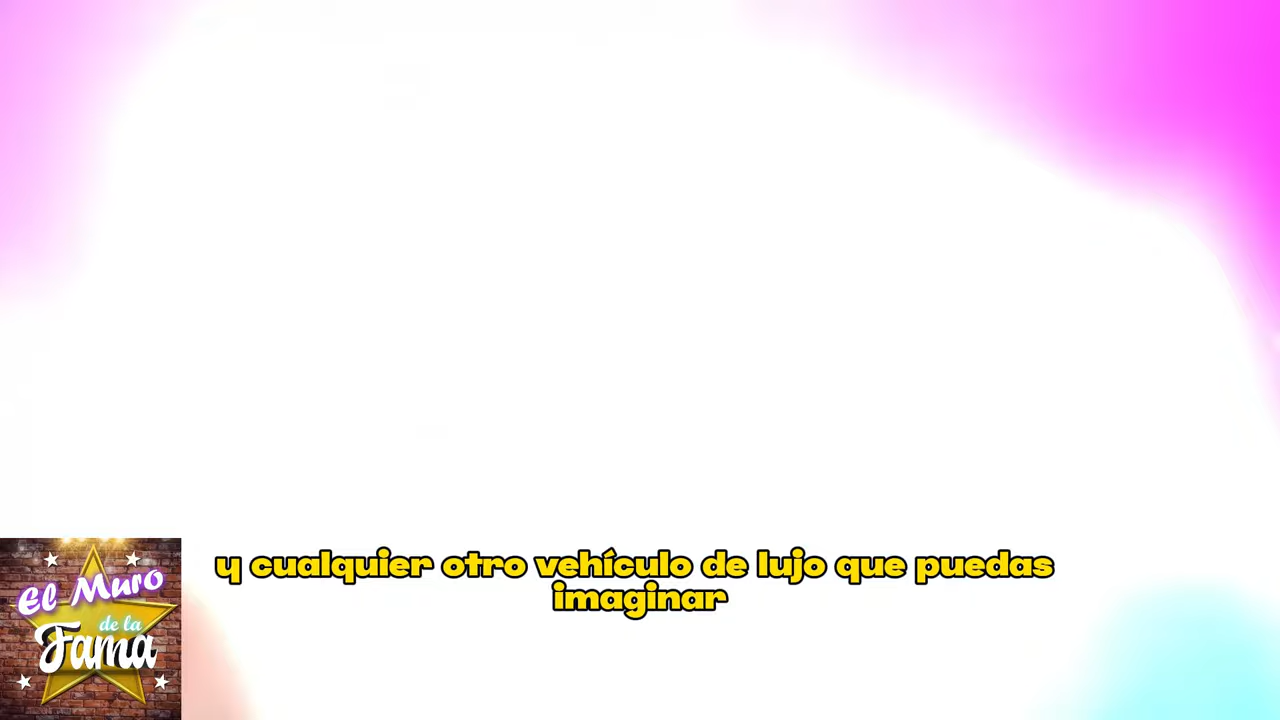 y cualquier otro vehículo de lujo que puedas
imaginar
El Muro
de la
Fama